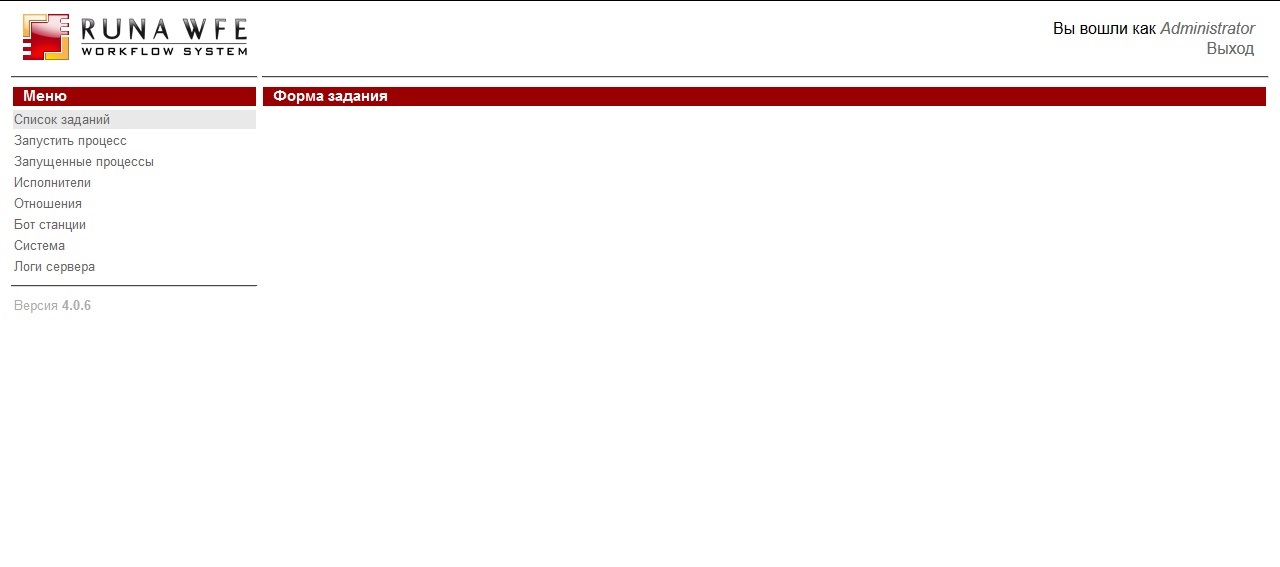 RUNA WFE
WORKFLOW SYSTEM
Вы вошли как Administrator
Выход
Меню
Форма задания
Список заданий
Запустить процесс
Запущенные процессы
Исполнители
Отношения
Бот станции
Система
Логи сервера
Версия 4.0.6